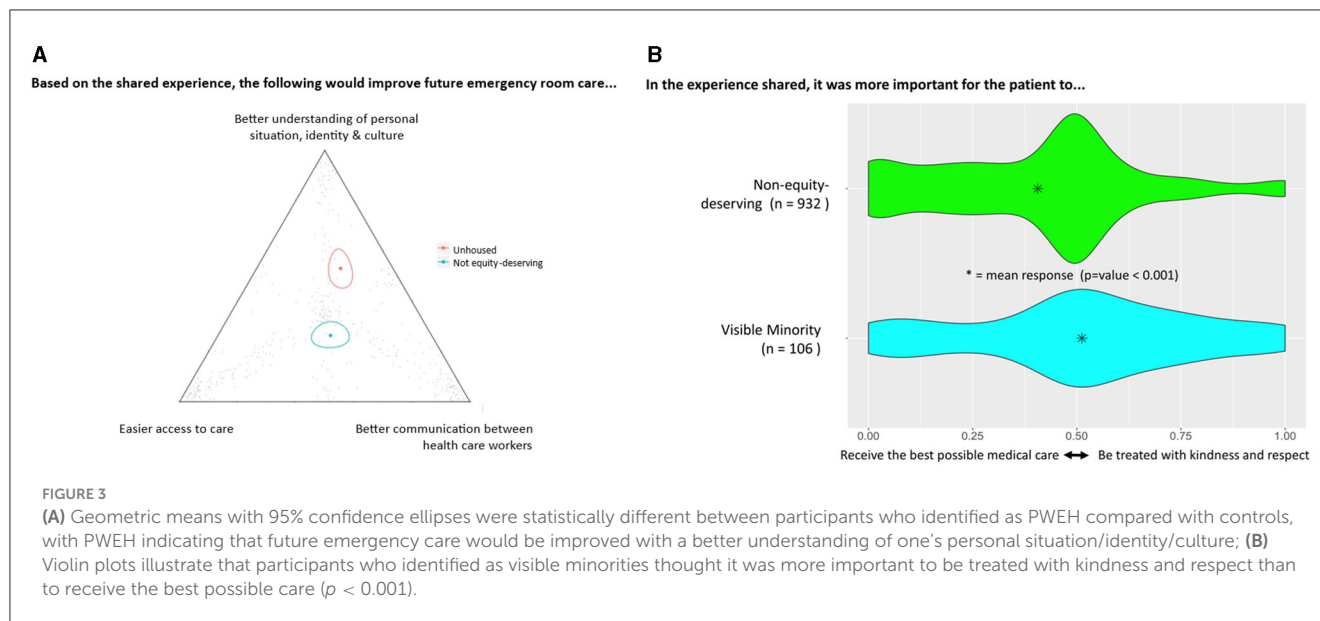 A
Based on the shared experience, the following would improve future emergency room care...
Better understanding of personal
situation, identity & culture
Unhoused
Not equity-deserving
Easier access to care
Better communication between
health care workers
B
In the experience shared, it was more important for the patient to...
Non-equity-
deserving (n = 932 )
* = mean response (p=value < 0.001)
Visible Minority
(n = 106 )
0.00 0.25 0.50 0.75 1.00
Receive the best possible medical care ↔ Be treated with kindness and respect
FIGURE 3
(A) Geometric means with 95% confidence ellipses were statistically different between participants who identified as PWEH compared with controls,
with PWEH indicating that future emergency care would be improved with a better understanding of one's personal situation/identity/culture; (B)
Violin plots illustrate that participants who identified as visible minorities thought it was more important to be treated with kindness and respect than
to receive the best possible care (p < 0.001).